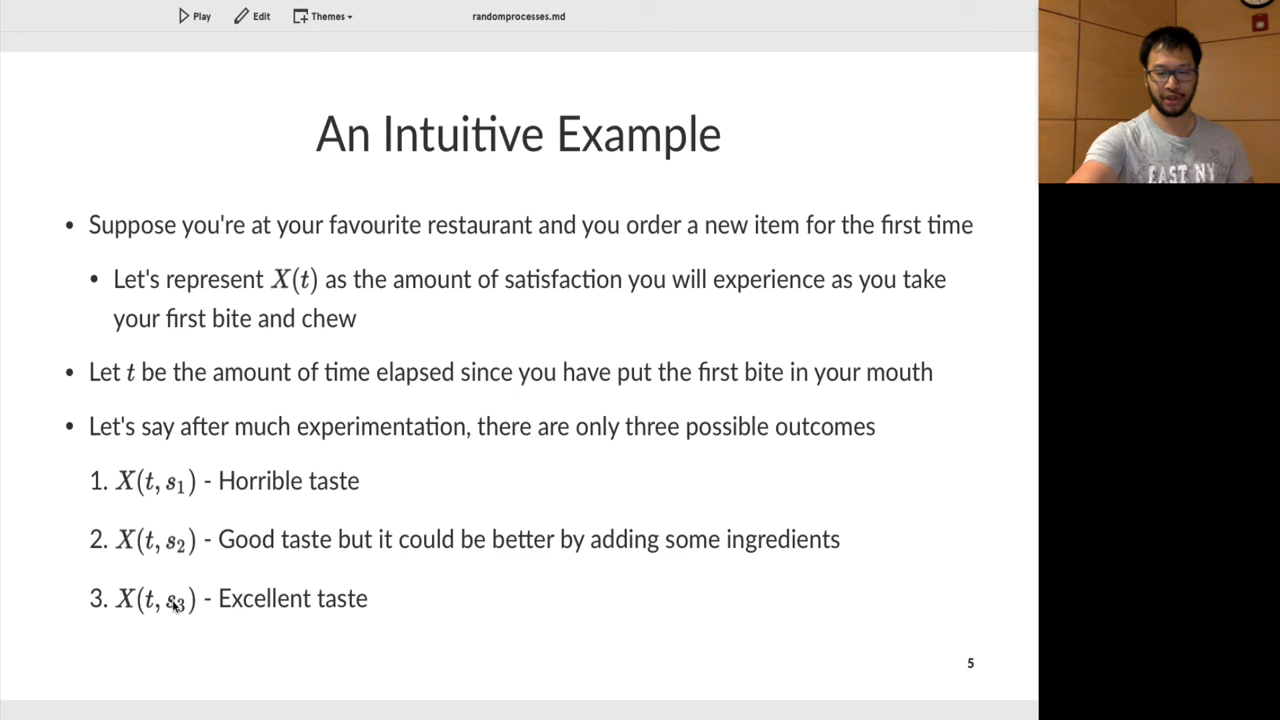 Play Edit Themes randomprocesses.md
An Intuitive Example
• Suppose you're at your favourite restaurant and you order a new item for the first time
• Let's represent X(t) as the amount of satisfaction you will experience as you take
your first bite and chew
• Let t be the amount of time elapsed since you have put the first bite in your mouth
• Let's say after much experimentation, there are only three possible outcomes
1. X(t, s₁) - Horrible taste
2. X(t, s₂) - Good taste but it could be better by adding some ingredients
3. X(t, s₃) - Excellent taste
5
EAST NY